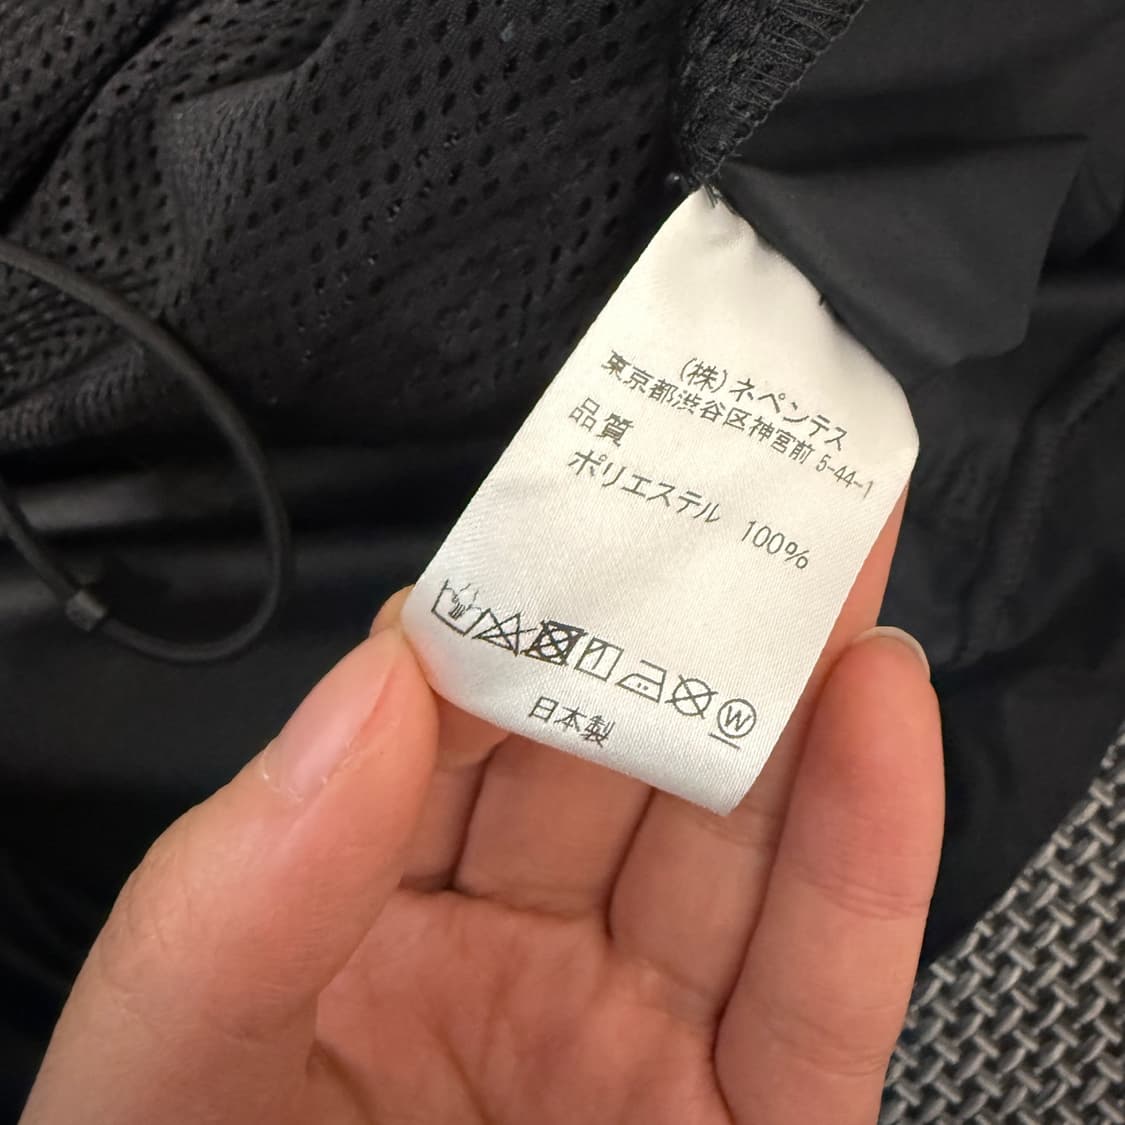 (株)ネペンテス
東京都渋谷区神宮前 5-44-1
品質
ポリエステル 100%
W
日本製